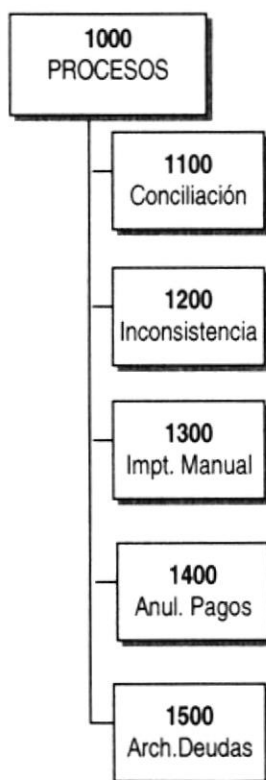 1000
PROCESOS
1100
Conciliación
1200
Inconsistencia
1300
Impt. Manual
1400
Anul. Pagos
1500
Arch.Deudas